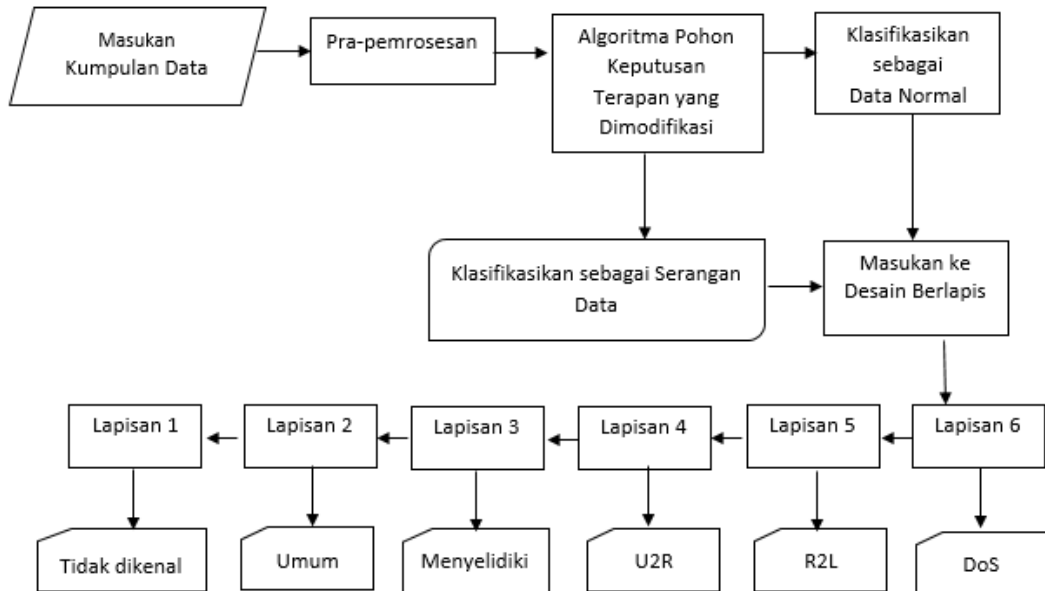 Masukan
Kumpulan Data
Pra-pemrosesan
Algoritma Pohon
Keputusan
Terapan yang
Dimodifikasi
Klasifikasikan
sebagai
Data Normal
Klasifikasikan sebagai Serangan
Data
Masukan ke
Desain Berlapis
Lapisan 1
Lapisan 2
Lapisan 3
Lapisan 4
Lapisan 5
Lapisan 6
Tidak dikenal
Umum
Menyelidiki
U2R
R2L
DoS